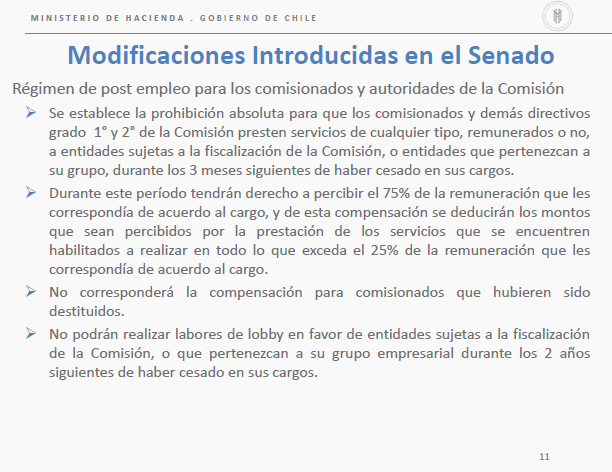 MINISTERIO DE HACIENDA . GOBIERNO DE CHILE
Modificaciones Introducidas en el Senado
Régimen de post empleo para los comisionados y autoridades de la Comisión
Se establece la prohibición absoluta para que los comisionados y demás directivos
grado 1° y 2° de la Comisión presten servicios de cualquier tipo, remunerados o no,
a entidades sujetas a la fiscalización de la Comisión, o entidades que pertenezcan a
su grupo, durante los 3 meses siguientes de haber cesado en sus cargos.
Durante este período tendrán derecho a percibir el 75% de la remuneración que les
correspondía de acuerdo al cargo, y de esta compensación se deducirán los montos
que sean percibidos por la prestación de los servicios que se encuentren
habilitados a realizar en todo lo que exceda el 25% de la remuneración que les
correspondía de acuerdo al cargo.
No corresponderá la compensación para comisionados que hubieren sido
destituidos.
No podrán realizar labores de lobby en favor de entidades sujetas a la fiscalización
de la Comisión, o que pertenezcan a su grupo empresarial durante los 2 años
siguientes de haber cesado en sus cargos.
11